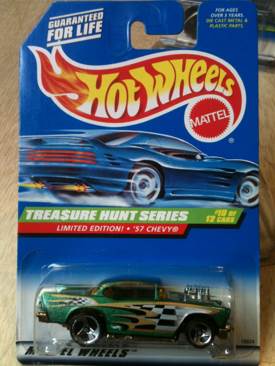 GUARANTEED
FOR LIFE
FOR AGES
OVER 3 YEARS.
DIE CAST METAL &
PLASTIC PARTS.
Hot Wheels
MATTEL
TREASURE HUNT SERIES
#10 OF
12 CARS
LIMITED EDITION! • '57 CHEVY®
WHEELS